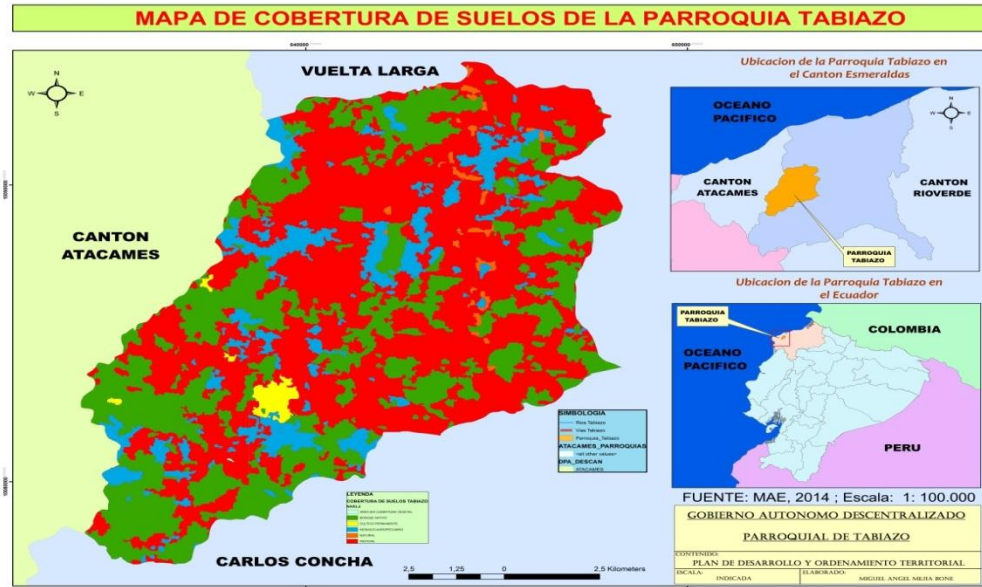 MAPA DE COBERTURA DE SUELOS DE LA PARROQUIA TABIAZO
640000
650000
VUELTA LARGA
N
W E
S
CANTON
ATACAMES
CARLOS CONCHA
2,5 1,25 0 2,5 Kilometers
LEYENDA
COBERTURA DE SUELOS TABIAZO
BOSQUE NATIVO
CULTIVO PERMANENTE
NATURAL
SIMBOLOGIA
Rios Tabiazo
Vias Tabiazo
Parroquia_Tabiazo
ATACAMES_PARROQUIAS
<all other values>
DPA_DESCAN
ATACAMES
Ubicacion de la Parroquia Tabiazo en
el Canton Esmeraldas
OCEANO
PACIFICO
N
W E
S
CANTON
ATACAMES
CANTON
RIOVERDE
PARROQUIA
TABIAZO
Ubicacion de la Parroquia Tabiazo en
el Ecuador
PARROQUIA
TABIAZO
COLOMBIA
OCEANO
PACIFICO
PERU
FUENTE: MAE, 2014 ; Escala: 1: 100.000
GOBIERNO AUTONOMO DESCENTRALIZADO
PARROQUIAL DE TABIAZO
CONTENIDO:
PLAN DE DESARROLLO Y ORDENAMIENTO TERRITORIAL
ESCALA: INDICADA
ELABORADO: MIGUEL ANGEL MEJIA BONE